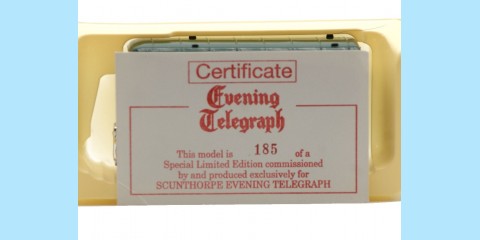 Certificate
Evening
Telegraph
This model is 185 of a
Special Limited Edition commissioned
by and produced exclusively for
SCUNTHORPE EVENING TELEGRAPH